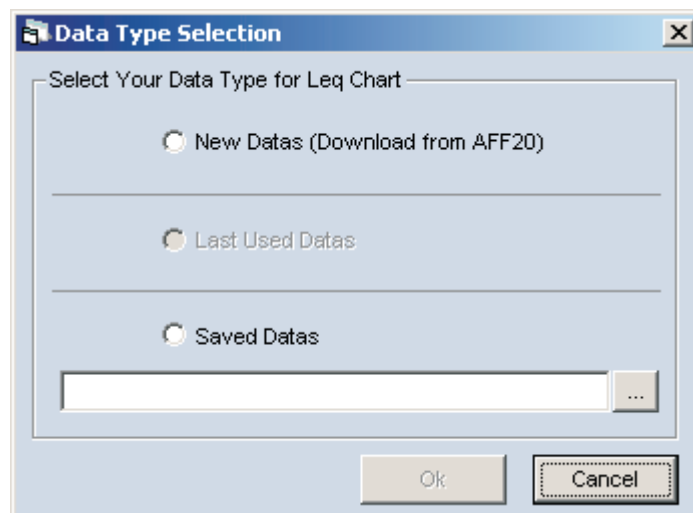 Data Type Selection
Select Your Data Type for Leq Chart
New Datas (Download from AFF20)
Last Used Datas
Saved Datas
...
Ok
Cancel